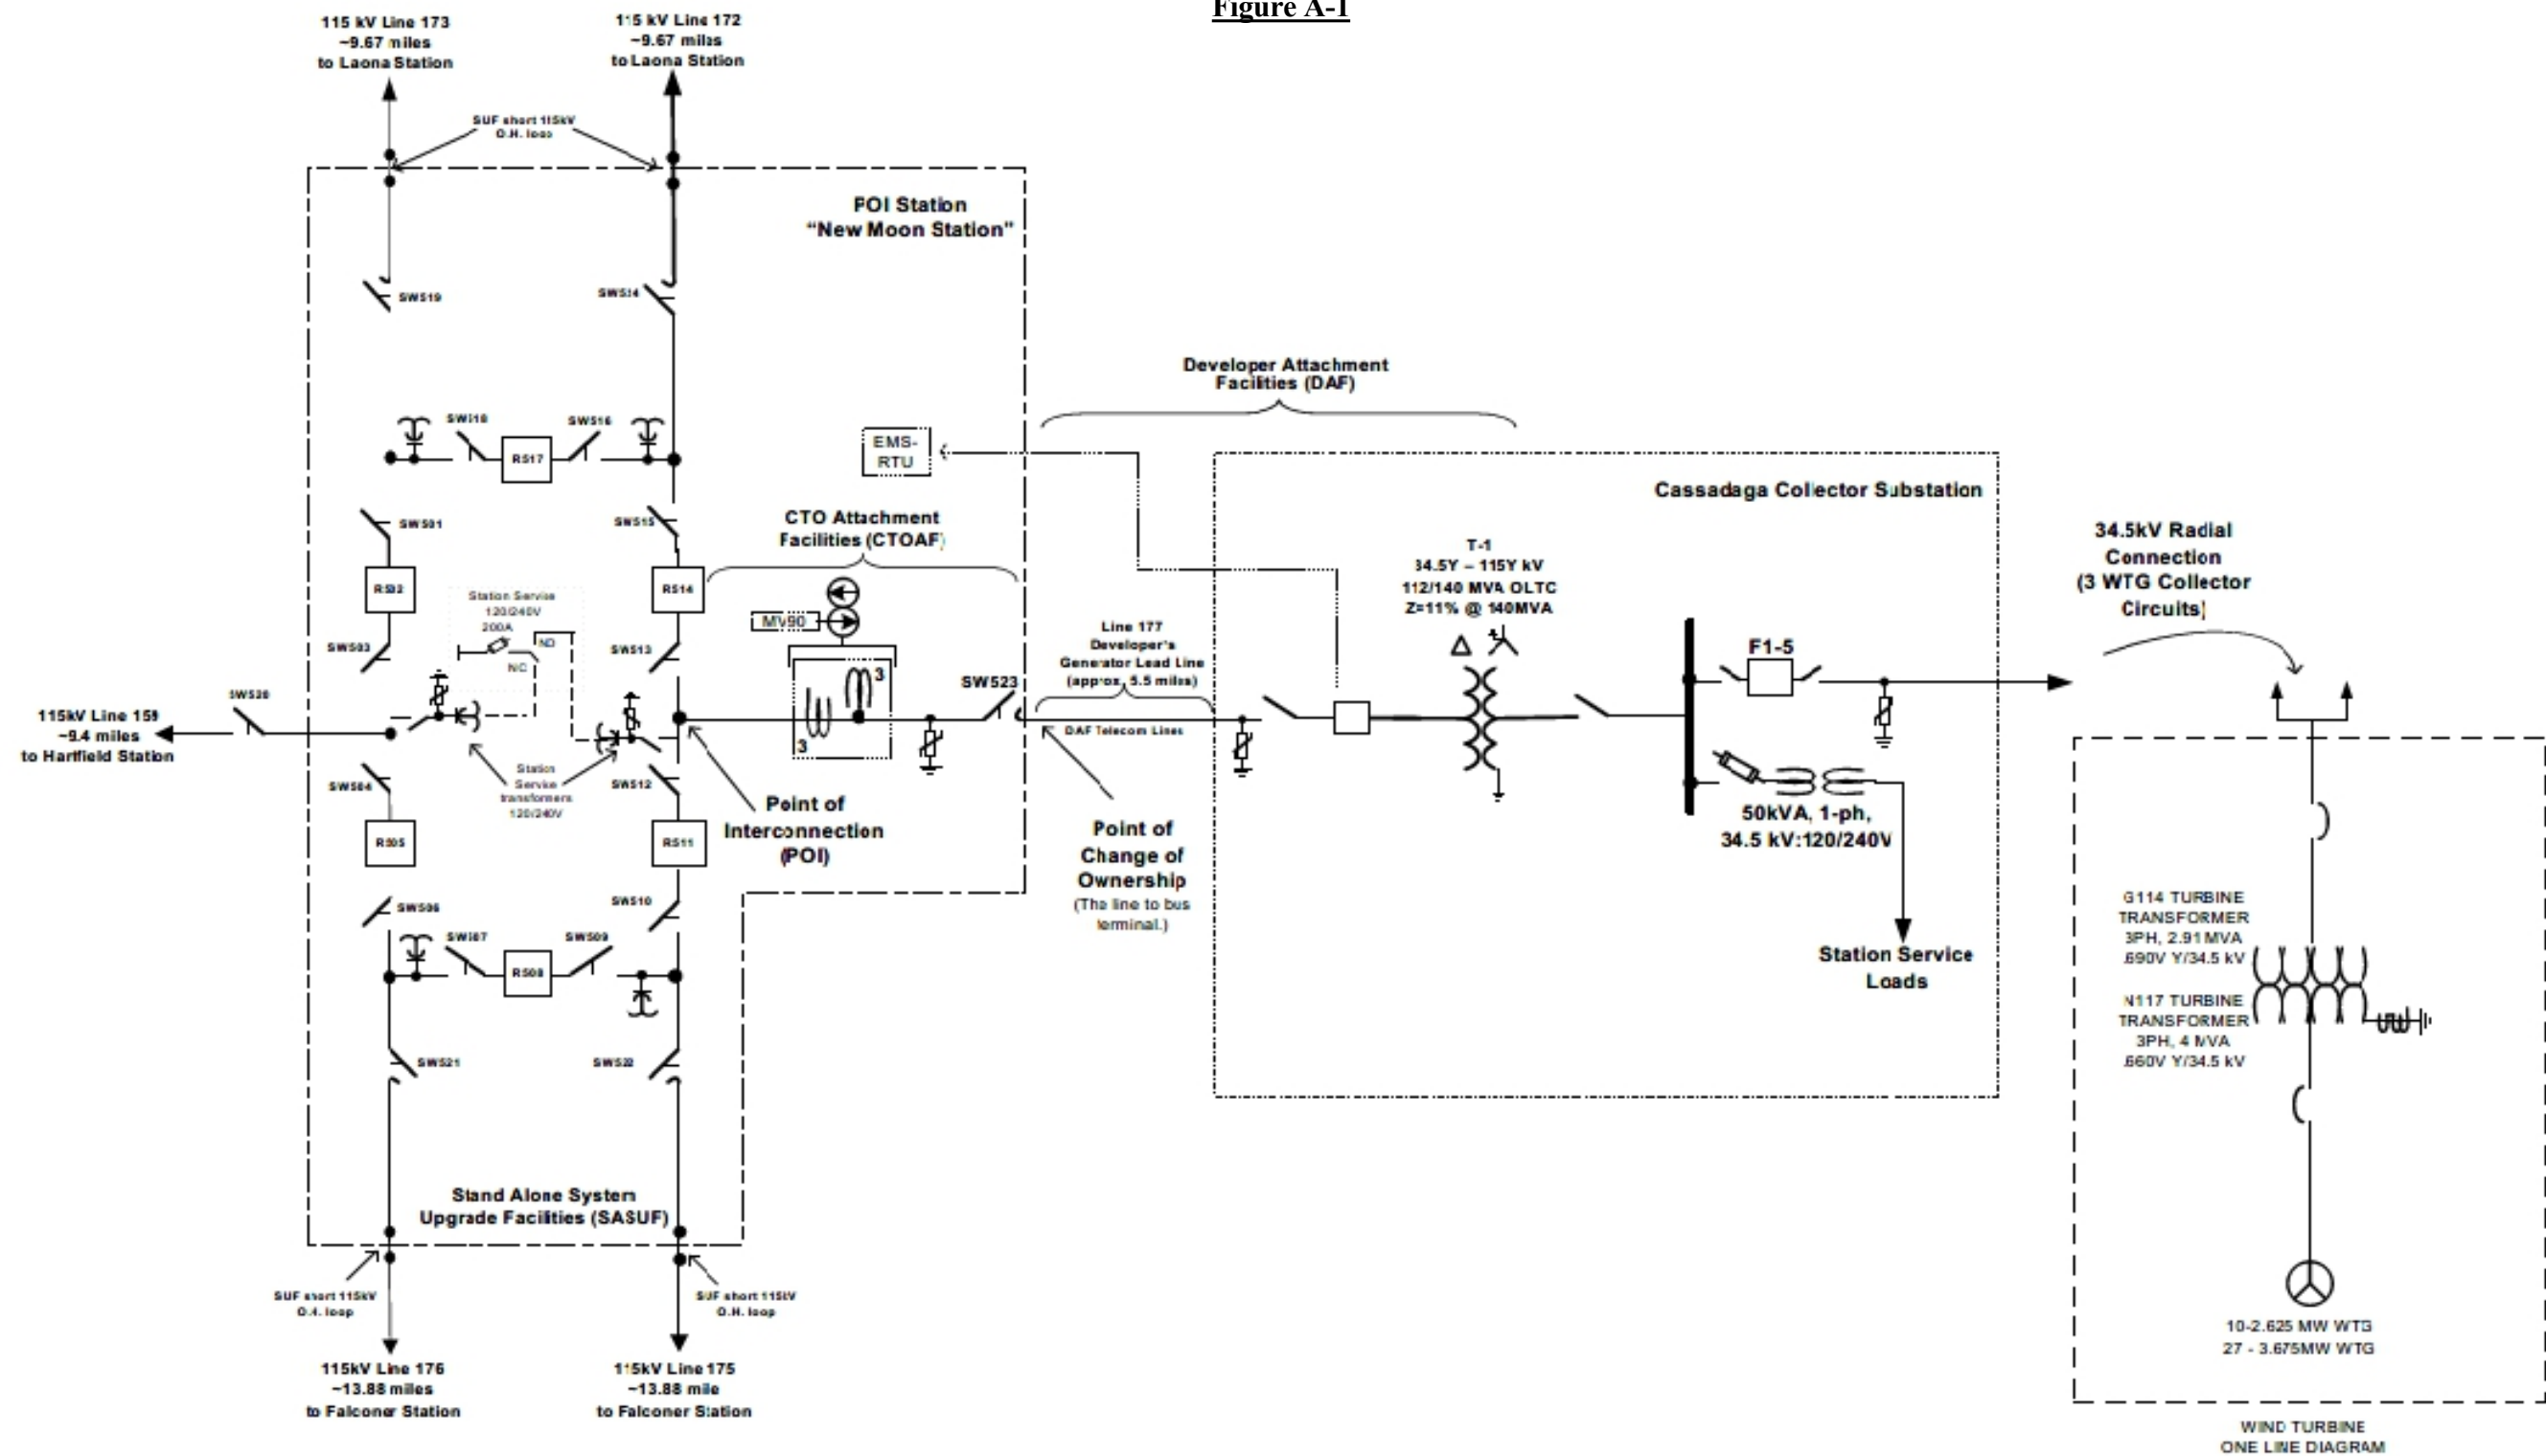 Figure A-1
115 kV Line 173
~9.67 miles
to Laona Station
115 kV Line 172
~9.67 miles
to Laona Station
SUF short 115kV
O.H. loop
POI Station
“New Moon Station”
SW519
SW524
SW518
SW516
R517
SW501
SW515
R502
R514
SW503
SW513
Station Service
120/240V
200A
NO
NC
SW520
115kV Line 159
~9.4 miles
to Hartfield Station
Station
Service
transformers
120/240V
SW504
SW512
R505
R511
SW506
SW510
SW507
SW509
R508
SW521
SW522
Stand Alone System
Upgrade Facilities (SASUF)
SUF short 115kV
O.H. loop
SUF short 115kV
O.H. loop
115kV Line 176
~13.88 miles
to Falconer Station
115kV Line 175
~13.88 mile
to Falconer Station
EMS-
RTU
CTO Attachment
Facilities (CTOAF)
MV90
3
3
SW523
Point of
Interconnection
(POI)
Developer Attachment
Facilities (DAF)
Line 177
Developer's
Generator Lead Line
(approx. 5.5 miles)
DAF Telecom Lines
Point of
Change of
Ownership
(The line to bus
terminal.)
Cassadaga Collector Substation
T-1
34.5Y – 115Y kV
112/140 MVA OLTC
Z=11% @ 140MVA
F1-5
50kVA, 1-ph,
34.5 kV:120/240V
Station Service
Loads
34.5kV Radial
Connection
(3 WTG Collector
Circuits)
G114 TURBINE
TRANSFORMER
3PH, 2.91 MVA
.690V Y/34.5 kV
N117 TURBINE
TRANSFORMER
3PH, 4 MVA
.660V Y/34.5 kV
10-2.625 MW WTG
27 - 3.675MW WTG
WIND TURBINE
ONE LINE DIAGRAM